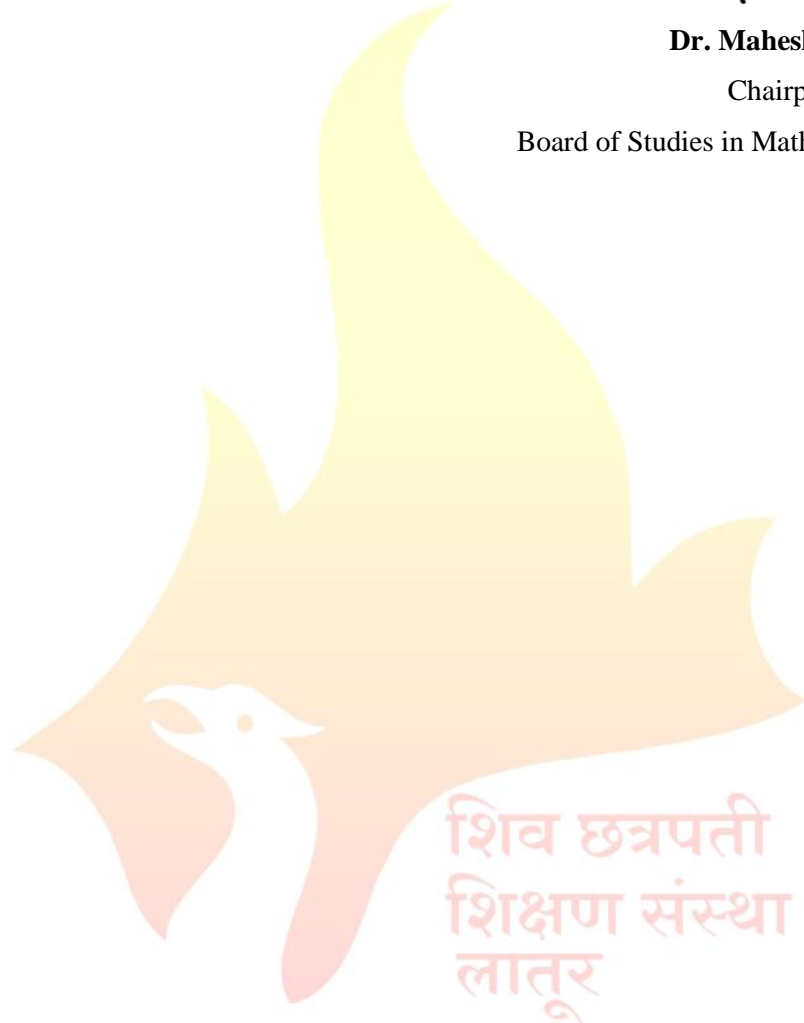 Dr. Mahesh
Chairp
Board of Studies in Math
शिव छत्रपती
शिक्षण संस्था
लातूर